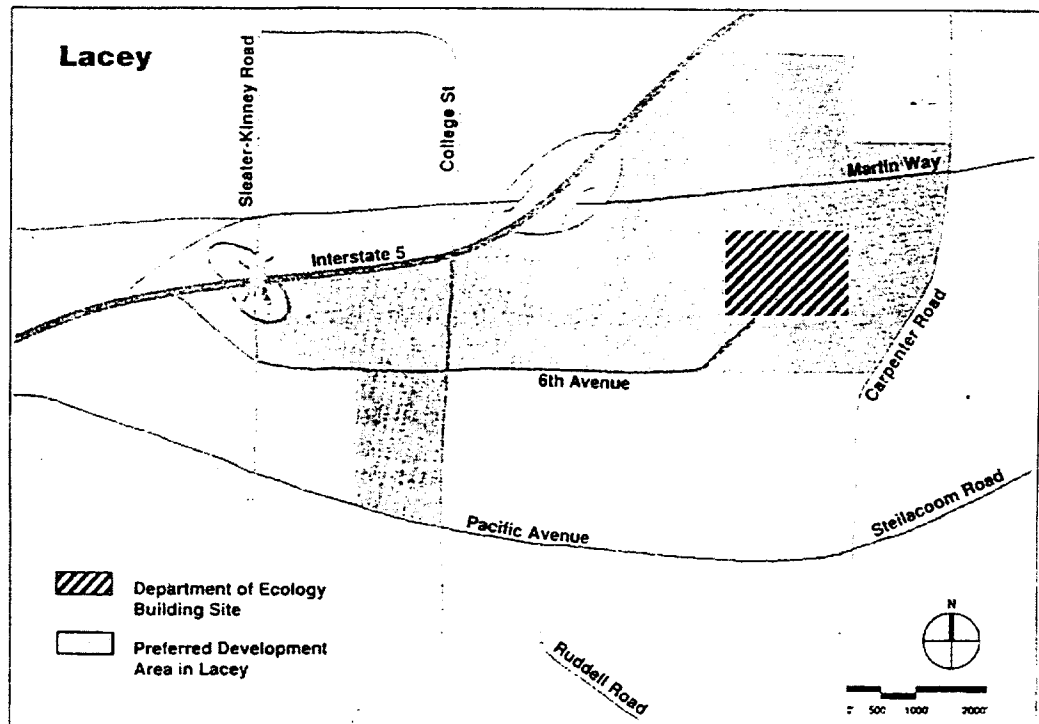 Lacey
Sleater-Kinney Road
College St
Martin Way
Interstate 5
6th Avenue
Carpenter Road
Pacific Avenue
Steilacoom Road
Ruddell Road
Department of Ecology
Building Site
Preferred Development
Area in Lacey
N
0' 500 1000 2000'